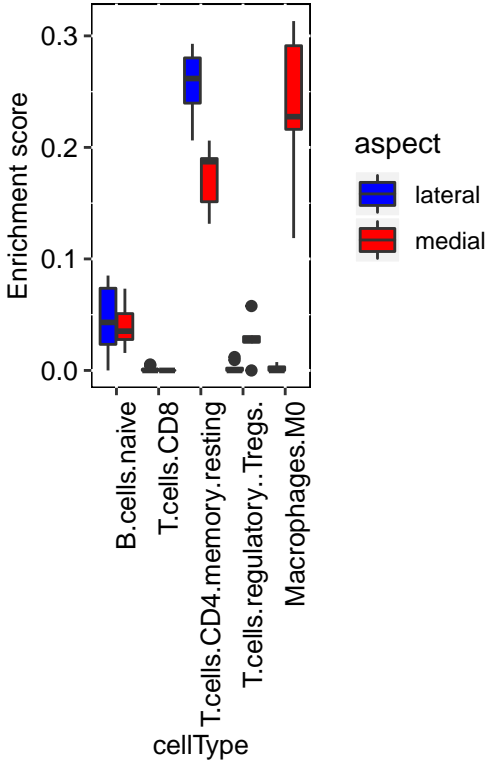 0.3
0.2
0.1
0.0
Enrichment score
B.cells.naive
T.cells.CD8
T.cells.CD4.memory.resting
T.cells.regulatory..Tregs.
Macrophages.M0
cellType
aspect
lateral
medial